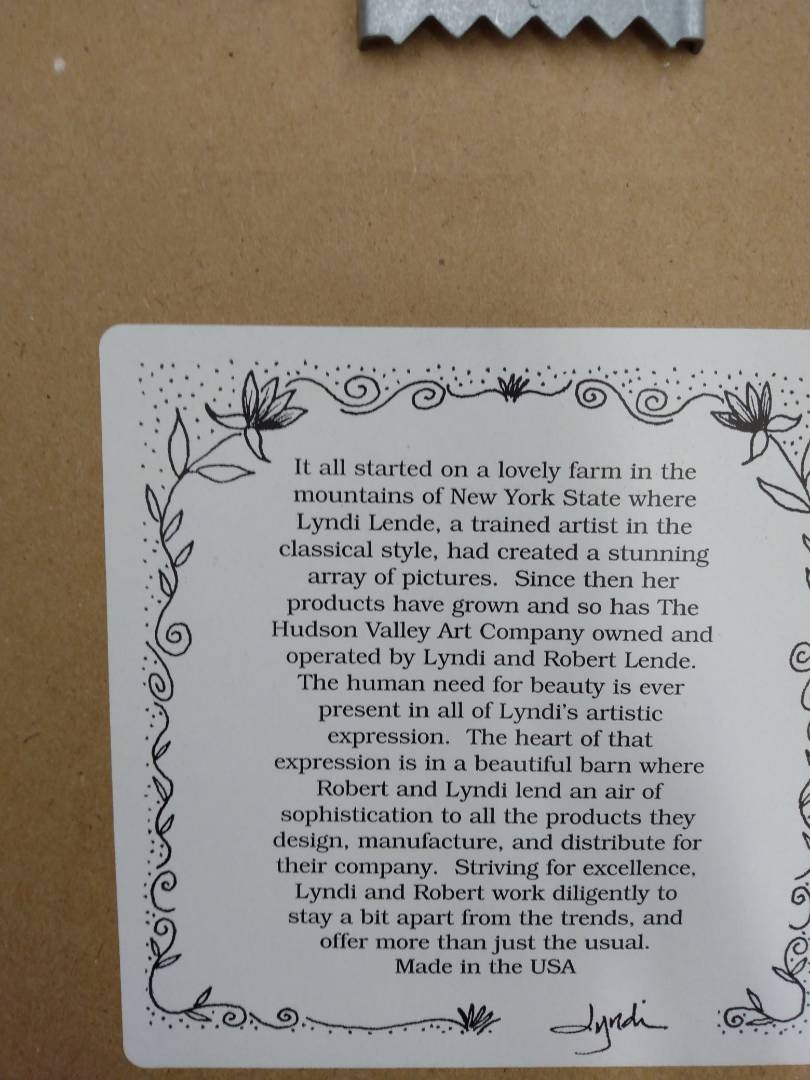 It all started on a lovely farm in the
mountains of New York State where
Lyndi Lende, a trained artist in the
classical style, had created a stunning
array of pictures.  Since then her
products have grown and so has The
Hudson Valley Art Company owned and
operated by Lyndi and Robert Lende.
The human need for beauty is ever
present in all of Lyndi's artistic
expression.  The heart of that
expression is in a beautiful barn where
Robert and Lyndi lend an air of
sophistication to all the products they
design, manufacture, and distribute for
their company.  Striving for excellence,
Lyndi and Robert work diligently to
stay a bit apart from the trends, and
offer more than just the usual.
Made in the USA
Lyndi